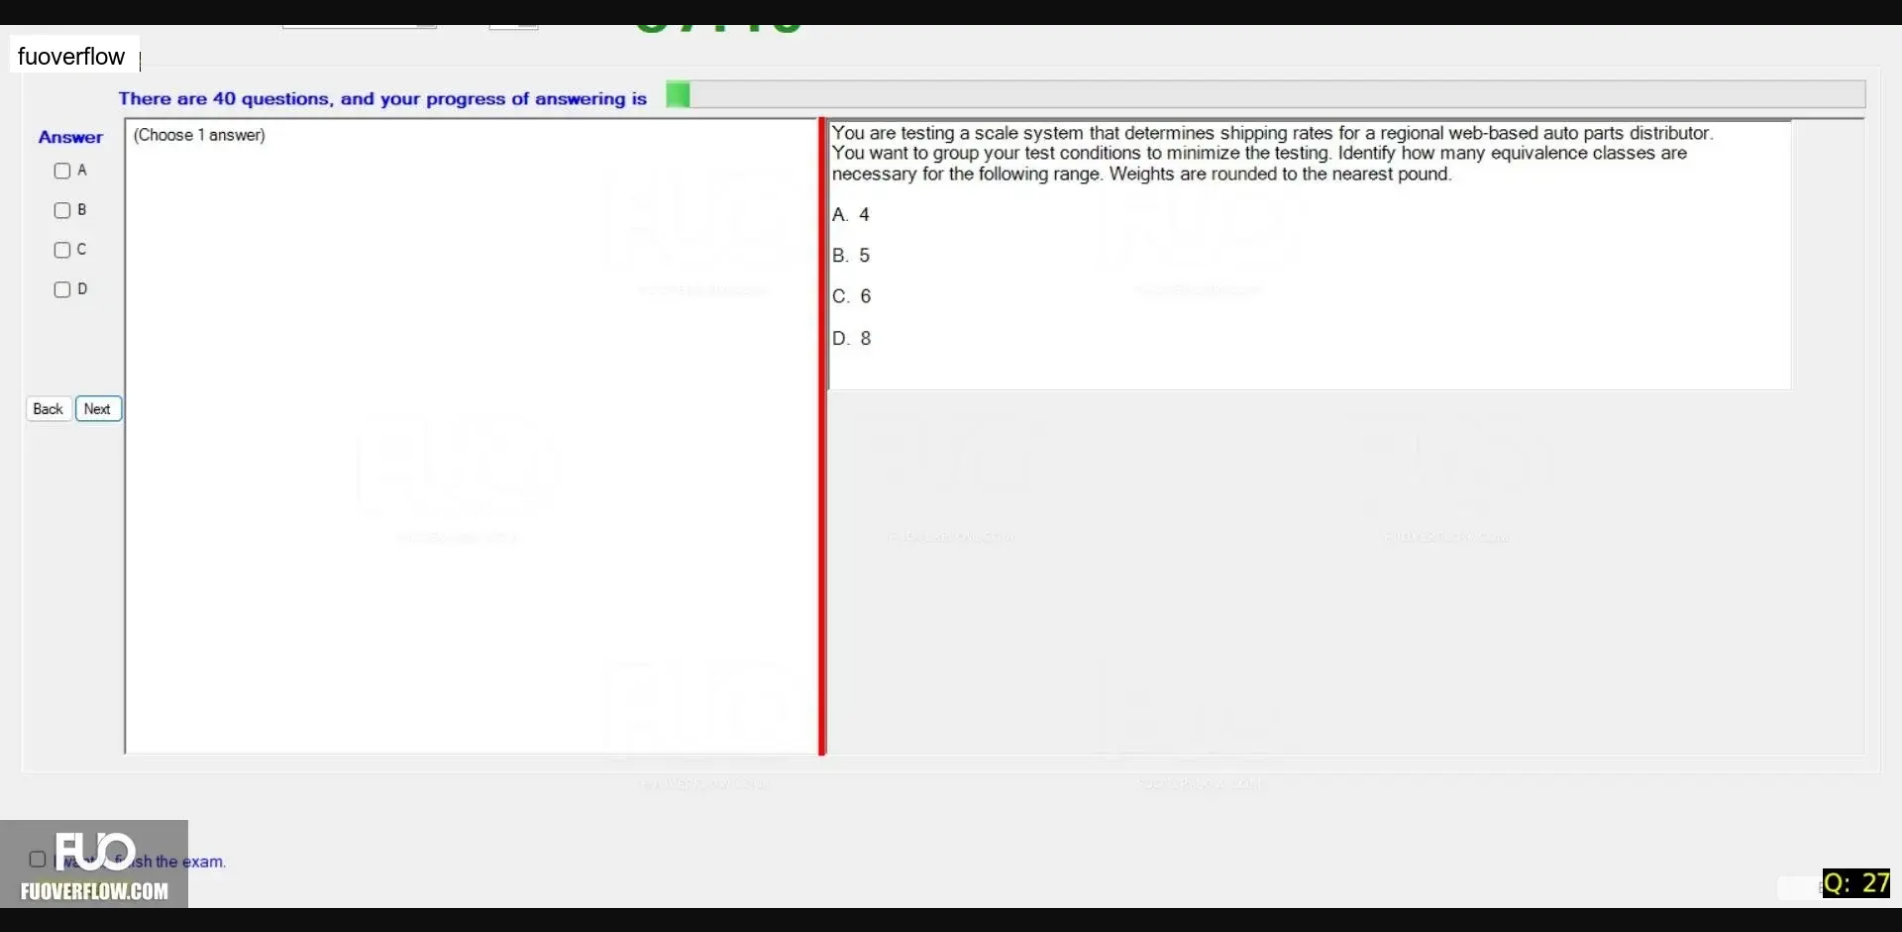 fuoverflow
There are 40 questions, and your progress of answering is
Answer
(Choose 1 answer)
A
B
C
D
Back Next
You are testing a scale system that determines shipping rates for a regional web-based auto parts distributor.
You want to group your test conditions to minimize the testing. Identify how many equivalence classes are
necessary for the following range. Weights are rounded to the nearest pound.
A. 4
B. 5
C. 6
D. 8
the exam.
FUO
FUOVERFLOW.COM
Q: 27